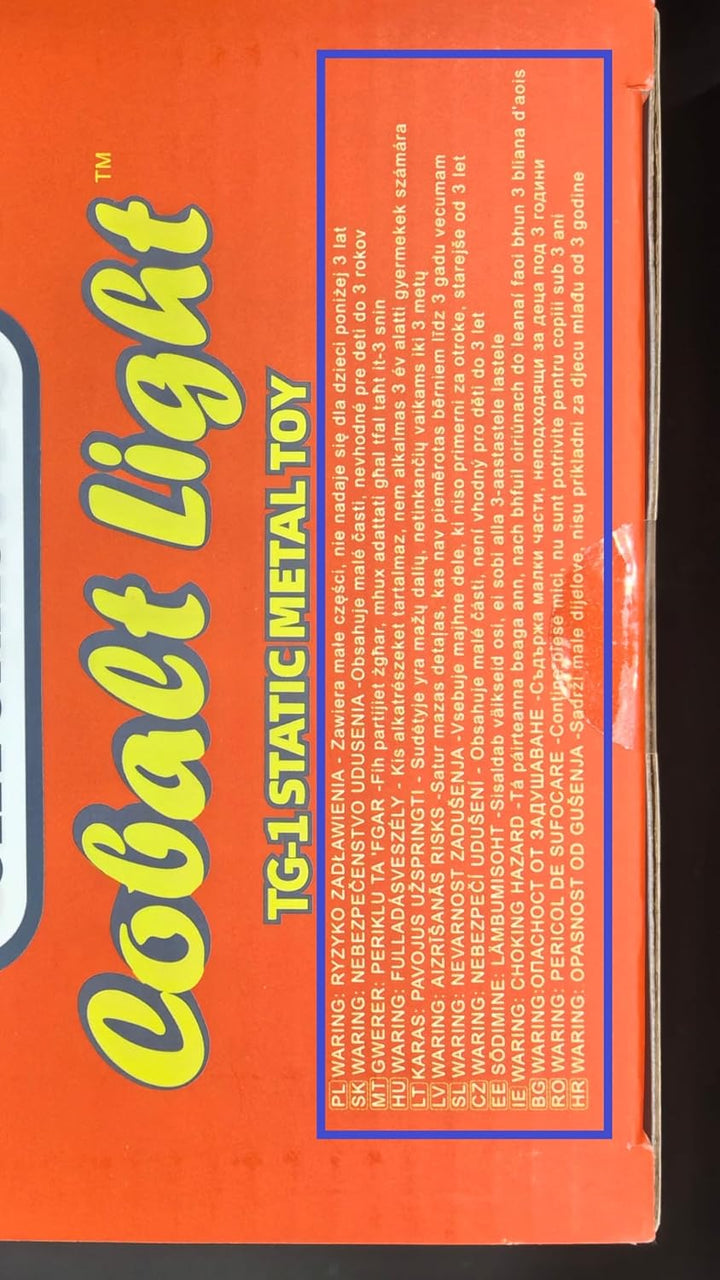 Cobalt Light™
TG-1 STATIC METAL TOY
PL WARING: RYZYKO ZADŁAWIENIA - Zawiera małe części, nie nadaje się dla dzieci poniżej 3 lat
SK WARING: NEBEZPEČENSTVO UDUSENIA -Obsahuje malé časti, nevhodné pre deti do 3 rokov
MT GWERER: PERKLU TA 'FGAR -Fih partijiet żgħar, mhux adattati għal tfal taħt it-3 snin
HU WARING: FULLADÁSVESZÉLY - Kis alkatrészeket tartalmaz, nem alkalmas 3 év alatti gyermekek számára
LT KARAS: PAVOJUS UŽSPRINGTI - Sudėtyje yra mažų dalių, netinkančių vaikams iki 3 metų
LV WARING: AIZRĪŠANĀS RISKS -Satur mazas detaļas, kas nav piemērotas bērniem līdz 3 gadu vecumam
SL WARING: NEVARNOST ZADUŠENJA -Vsebuje majhne dele, ki niso primerni za otroke, starejše od 3 let
CZ WARING: NEBEZPEČÍ UDUŠENÍ - Obsahuje malé části, není vhodný pro děti do 3 let
EE SÕDIMINE: LÄMBUMISOHT -Sisaldab välkseid osi, ei sobi alla 3-aastastele lastele
IE WARING: CHOKING HAZARD -Tá páirteanna beaga ann, nach bhfuil oiriúnach do leanaí faoi bhun 3 bliana d'aois
BG WARING:ОПАСНОСТ ОТ ЗАДУШАВАНЕ -Съдържа малки части, неподходящи за деца под 3 години
RO WARING: PERICOL DE SUFOCARE -Conține piese mici, nu sunt potrivite pentru copiii sub 3 ani
HR WARING: OPASNOST OD GUŠENJA -Sadrži male dijelove, nisu prikladni za djecu mlađu od 3 godine